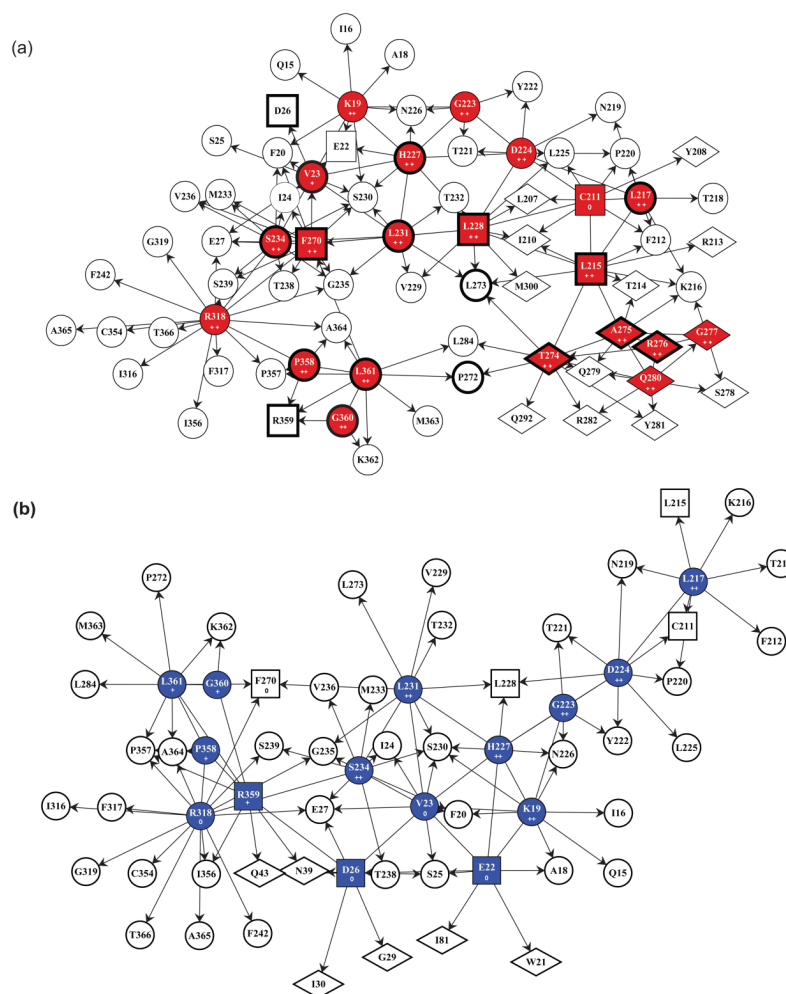 (a)
I16
Q15
A18
K19
++
G223
++
Y222
D26
N226
N219
S25
F20
E22
H227
++
T221
D224
++
L225
P220
Y208
V23
+
V236
M233
I24
S230
T232
L207
C211
0
L217
++
T218
G319
E27
S234
++
F270
++
L231
++
L228
++
I210
F212
R213
F242
S239
T238
G235
V229
L273
M300
L215
++
T214
K216
A365
C354
T366
R318
++
A364
L284
A275
++
R276
++
G277
++
I316
F317
P357
P358
++
L361
++
P272
T274
++
Q279
Q280
++
S278
I356
R359
G360
++
M363
K362
Q292
R282
Y281
(b)
L215
K216
P272
L273
V229
N219
L217
++
T21
M363
K362
T232
T221
C211
F212
L284
L361
+
G360
+
F270
0
V236
M233
L231
++
L228
D224
++
P220
G223
++
P357
A364
P358
+
S239
G235
I24
S230
H227
++
N226
Y222
L225
S234
++
I316
F317
R318
0
R359
+
E27
V23
0
F20
K19
++
I16
G319
C354
I356
Q43
N39
D26
0
T238
S25
E22
0
A18
Q15
T366
A365
F242
I30
G29
I81
W21